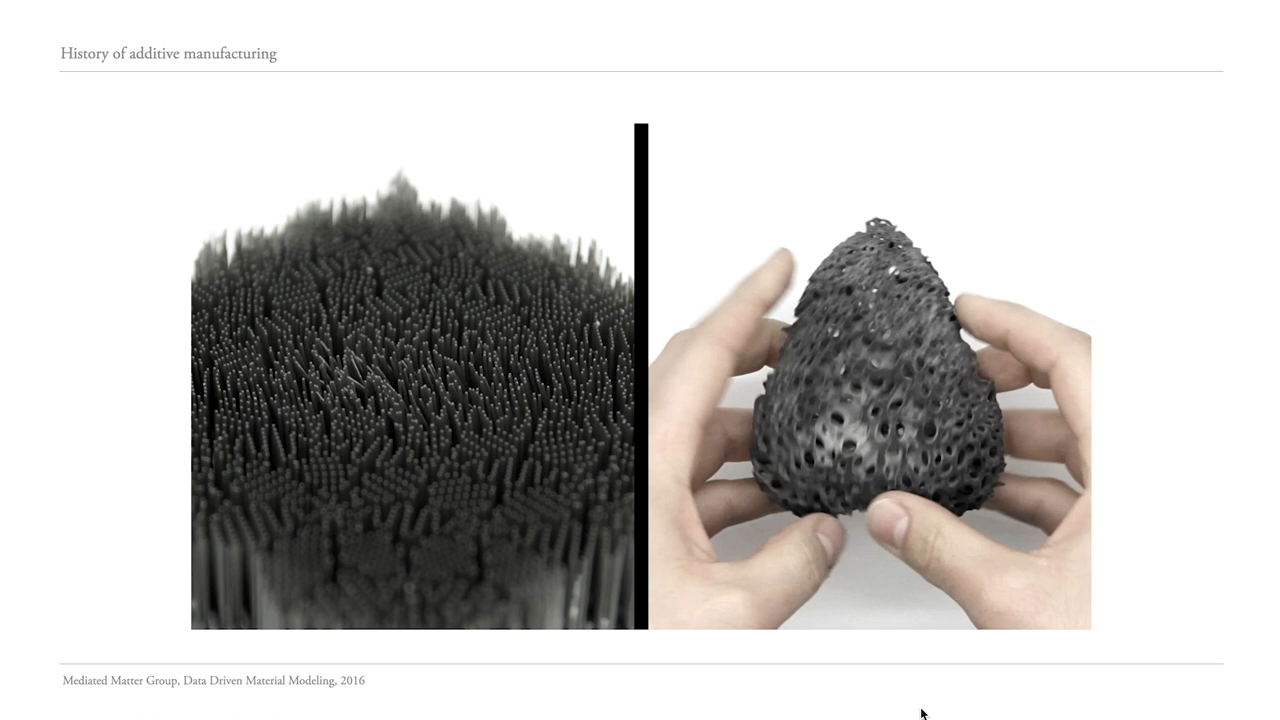 History of additive manufacturing
Mediated Matter Group, Data Driven Material Modeling, 2016